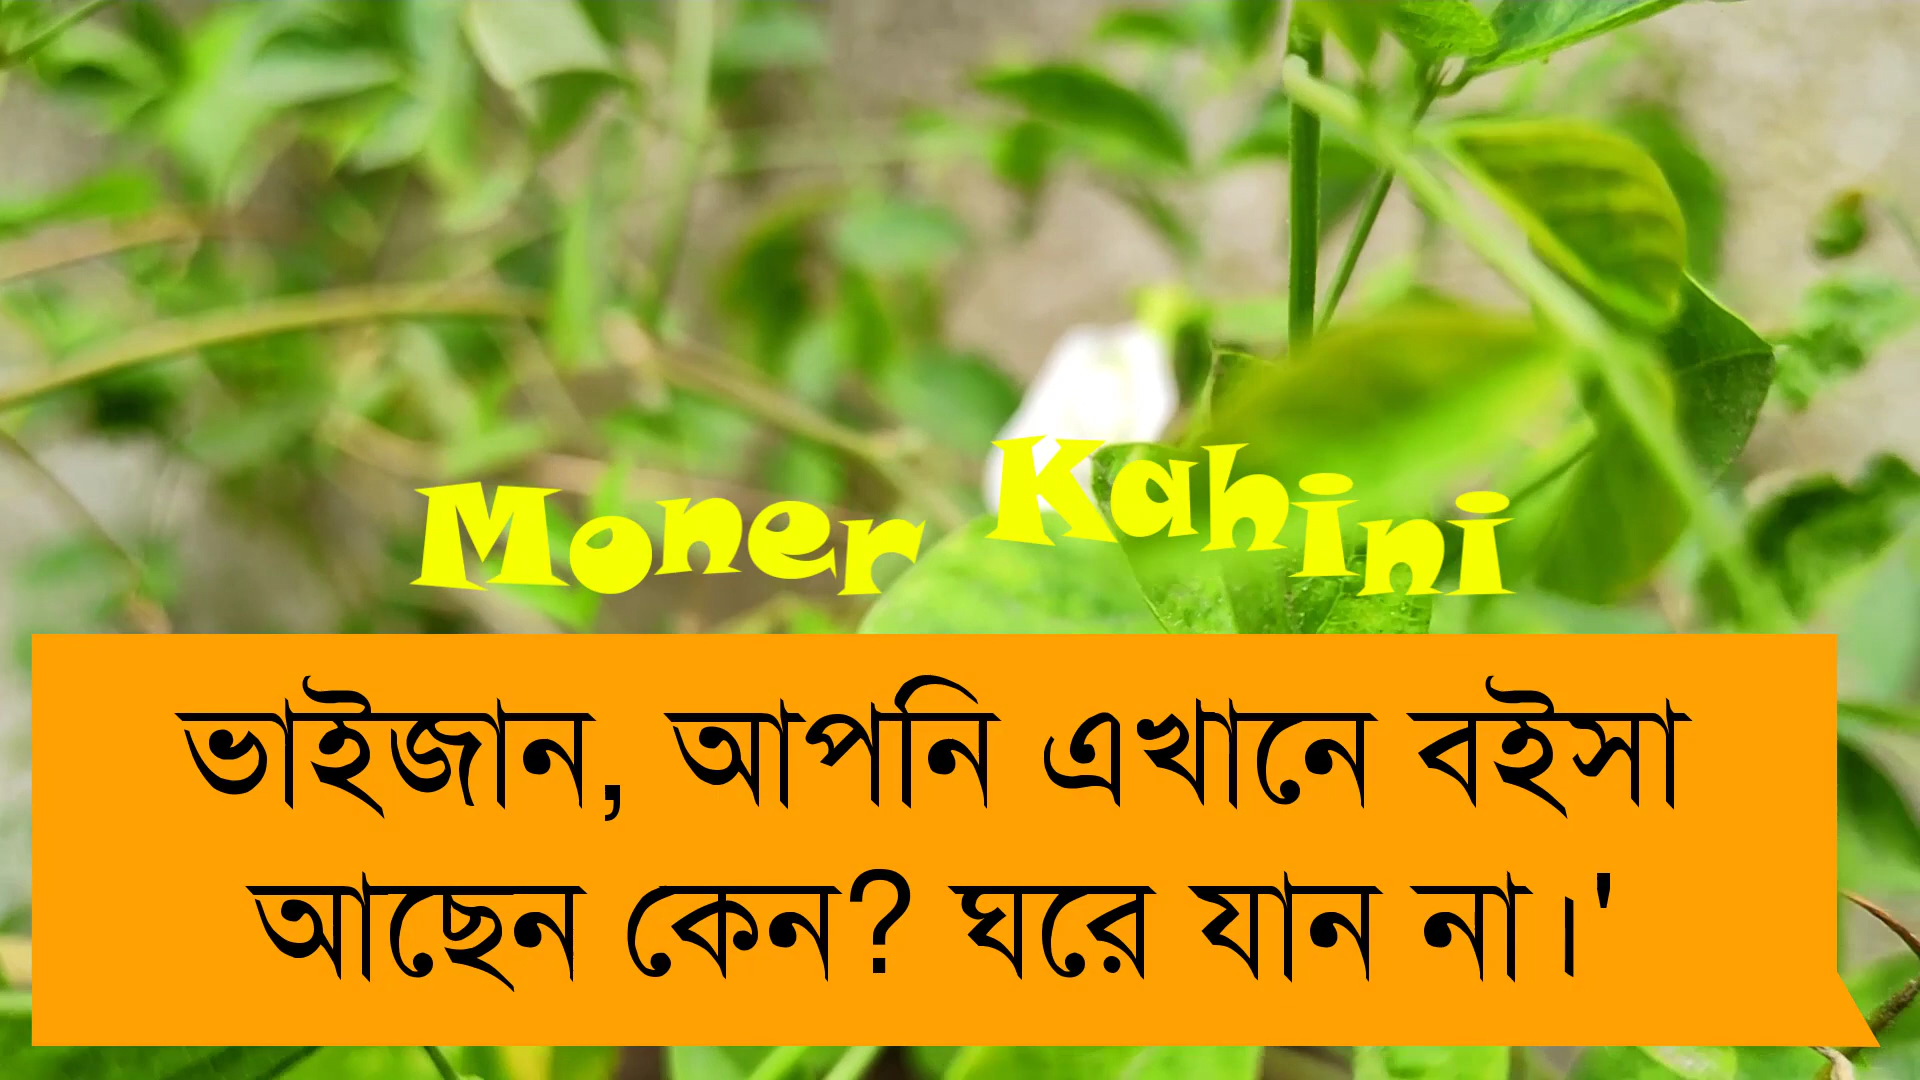 Moner Kahini
ভাইজান, আপনি এখানে বইসা
আছেন কেন? ঘরে যান না।'